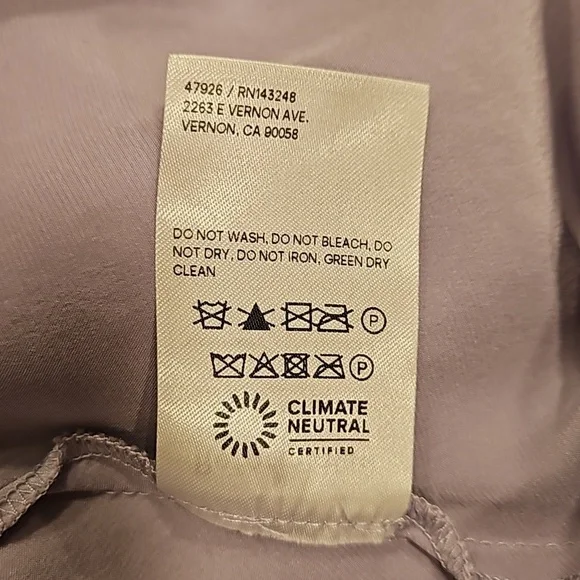 47926 / RN143248
2263 E VERNON AVE.
VERNON, CA 90058
DO NOT WASH, DO NOT BLEACH, DO
NOT DRY, DO NOT IRON, GREEN DRY
CLEAN
P
P
CLIMATE
NEUTRAL
CERTIFIED